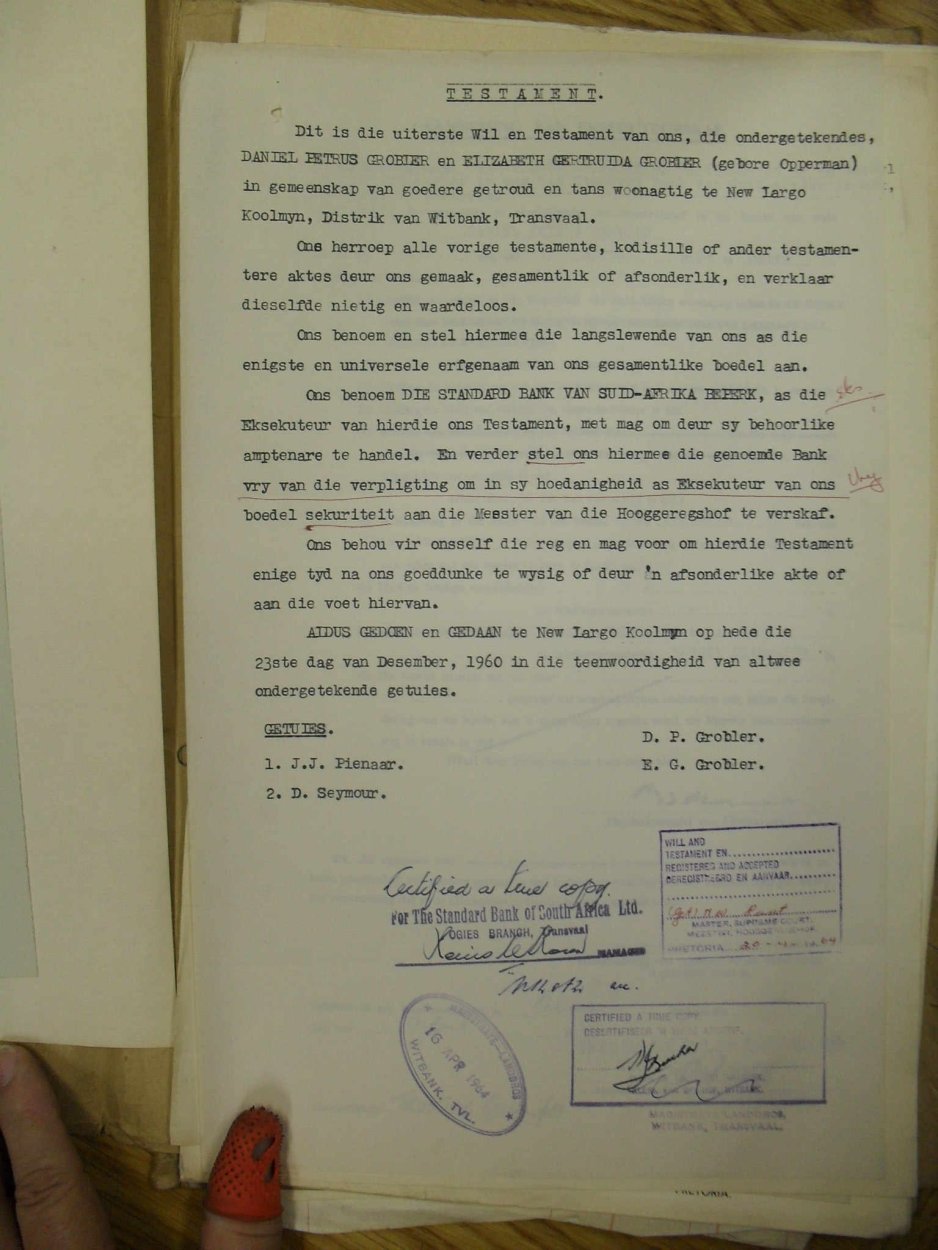 TESTAMENT.
Dit is die uiterste Wil en Testament van ons, die ondergetekendes,
DANIEL PETRUS GROBLER en ELIZABETH GERTRUIDA GROBLER (gebore Opperman)
in gemeenskap van goedere getroud en tans woonagtig te New Largo
Koolmyn, Distrik van Witbank, Transvaal.
Ons herroep alle vorige testamente, kodisille of ander testamen-
tere aktes deur ons gemaak, gesamentlik of afsonderlik, en verklaar
dieselfde nietig en waardeloos.
Ons benoem en stel hiermee die langslewende van ons as die
enigste en universele erfgenaam van ons gesamentlike boedel aan.
Ons benoem DIE STANDARD BANK VAN SUID-AFRIKA BEPERK, as die
Eksekuteur van hierdie ons Testament, met mag om deur sy behoorlike
amptenare te handel. En verder stel ons hiermee die genoemde Bank
vry van die verpligting om in sy hoedanigheid as Eksekuteur van ons
boedel sekuriteit aan die Meester van die Hooggeregshof te verskaf.
Ons behou vir onsself die reg en mag voor om hierdie Testament
enige tyd na ons goeddunke te wysig of deur 'n afsonderlike akte of
aan die voet hiervan.
ALDUS GEDOEN en GEDAAN te New Largo Koolmyn op hede die
23ste dag van Desember, 1960 in die teenwoordigheid van altwee
ondergetekende getuies.
GETUIES.
D. P. Grobler.
1. J.J. Pienaar.
E. G. Grobler.
2. D. Seymour.
WILL AND
TESTAMENT EN
REGISTERED AND ACCEPTED
GEREGISTREERD EN AANVAAR
MASTER, SUPREME COURT.
MEESTER, HOOGGEREGSHOF.
PRETORIA
Certified a true copy.
For The Standard Bank of South Africa Ltd.
OGIES BRANCH, Transvaal
MANAGER
LANDDROS
16 APR 1964
WITBANK, TVL.
CERTIFIED A TRUE COPY
MAGISTRATE LANDDROS,
WITBANK, TRANSVAAL.
PRETORIA